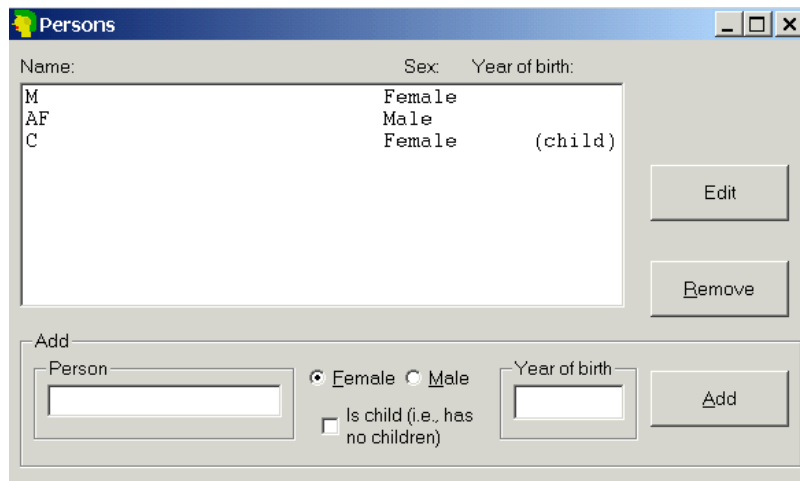 Persons
Name: Sex: Year of birth:
M Female
AF Male
C Female (child)
Edit
Remove
Add
Person
Female Male
Year of birth
Add
Is child (i.e., has
no children)